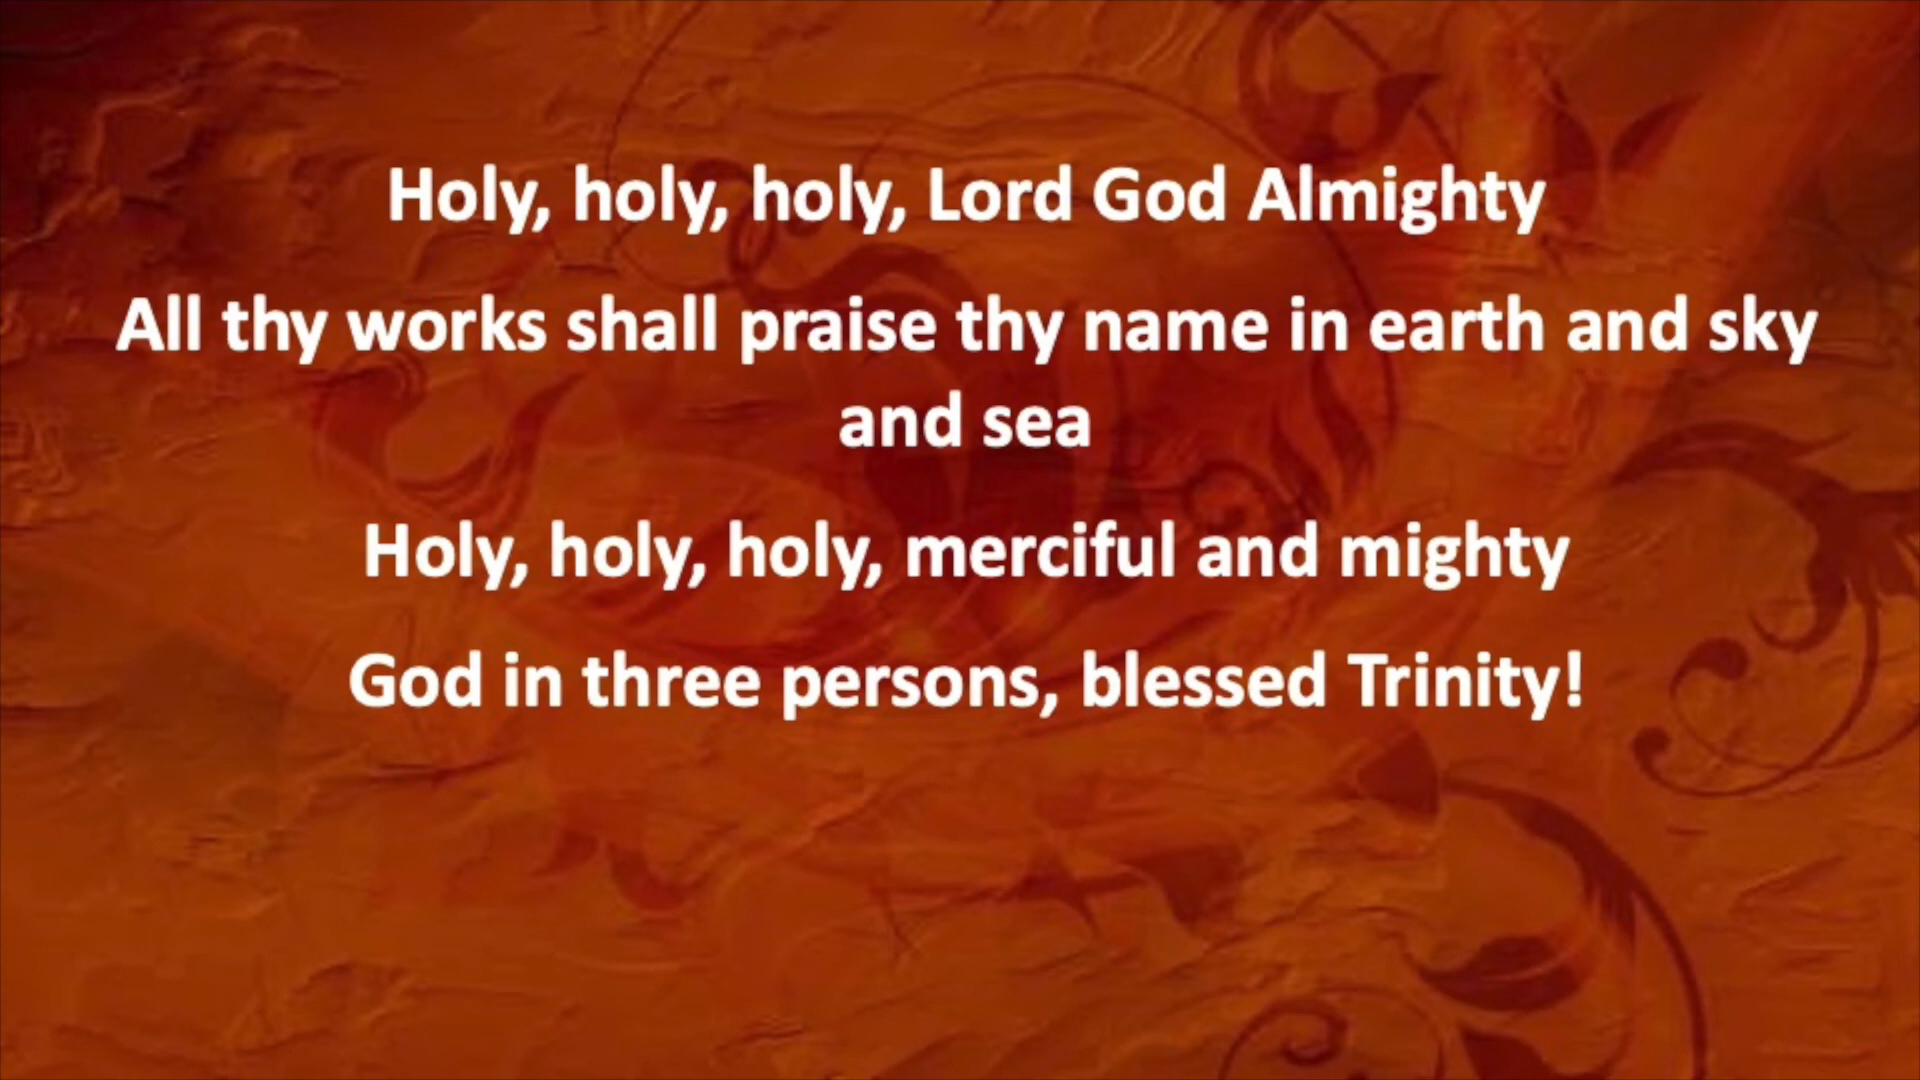 Holy, holy, holy, Lord God Almighty
All thy works shall praise thy name in earth and sky
and sea
Holy, holy, holy, merciful and mighty
God in three persons, blessed Trinity!